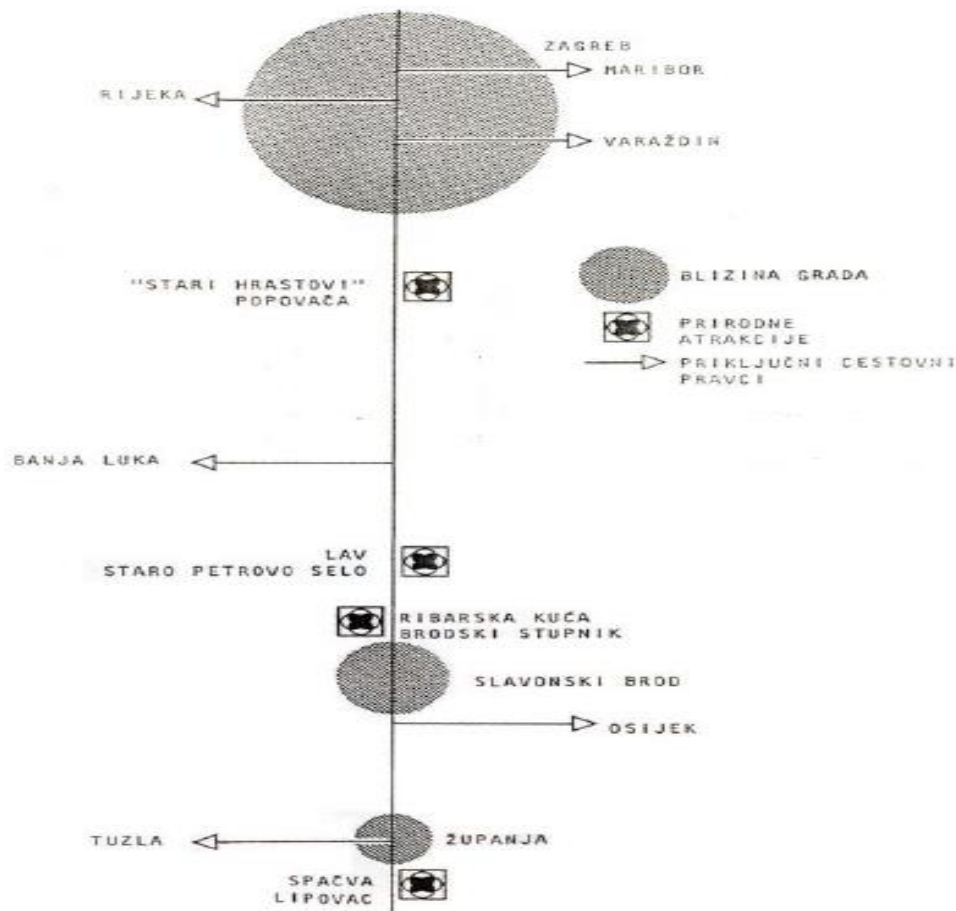 ZAGREB
MARIBOR
RIJEKA
VARAŽDIN
"STARI HRASTOVI"
POPOVAČA
BLIZINA GRADA
PRIRODNE
ATRAKCIJE
PRIKLJUČNI CESTOVNI
PRAVCI
BANJA LUKA
LAV
STARO PETROVO SELO
RIBARSKA KUĆA
BRODSKI STUPNIK
SLAVONSKI BROD
OSIJEK
TUZLA
ŽUPANJA
SPAČVA
LIPOVAC